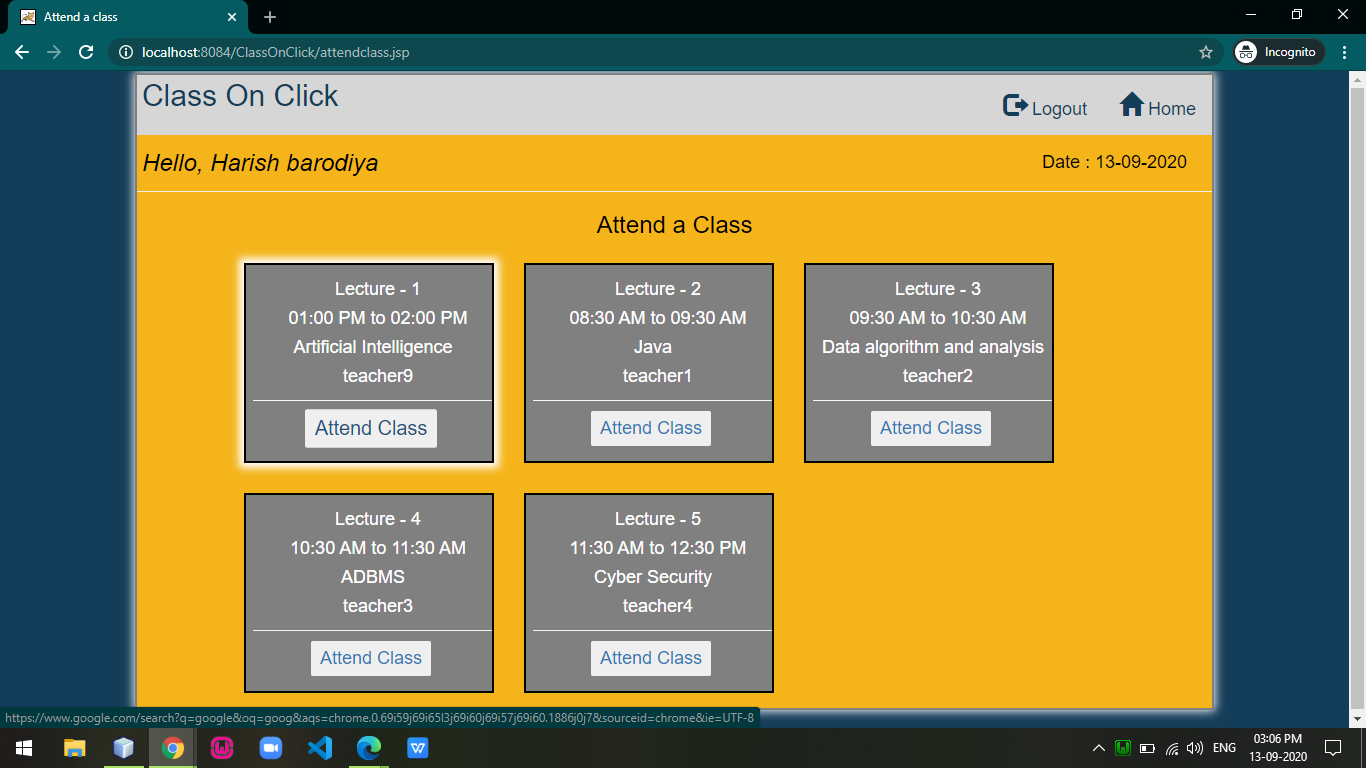 Attend a class
localhost:8084/ClassOnClick/attendclass.jsp
Incognito
Class On Click
Logout
Home
Hello, Harish barodiya
Date : 13-09-2020
Attend a Class
Lecture - 1
01:00 PM to 02:00 PM
Artificial Intelligence
teacher9
Attend Class
Lecture - 2
08:30 AM to 09:30 AM
Java
teacher1
Attend Class
Lecture - 3
09:30 AM to 10:30 AM
Data algorithm and analysis
teacher2
Attend Class
Lecture - 4
10:30 AM to 11:30 AM
ADBMS
teacher3
Attend Class
Lecture - 5
11:30 AM to 12:30 PM
Cyber Security
teacher4
Attend Class
https://www.google.com/search?q=google&oq=goog&aqs=chrome.0.69i59j69i65l3j69i60j69i57j69i60.1886j0j7&sourceid=chrome&ie=UTF-8
ENG
03:06 PM
13-09-2020